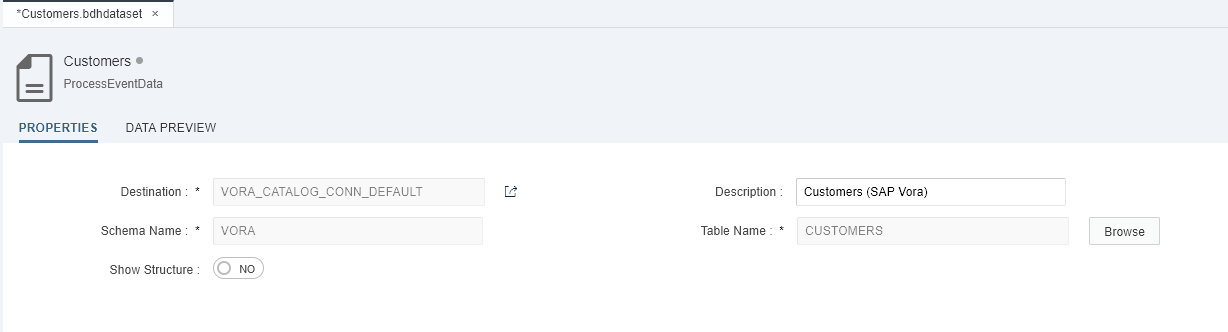 *Customers.bdhdataset ×
Customers
ProcessEventData
PROPERTIES DATA PREVIEW
Destination : * VORA_CATALOG_CONN_DEFAULT Description : Customers (SAP Vora)
Schema Name : * VORA Table Name : * CUSTOMERS Browse
Show Structure : NO